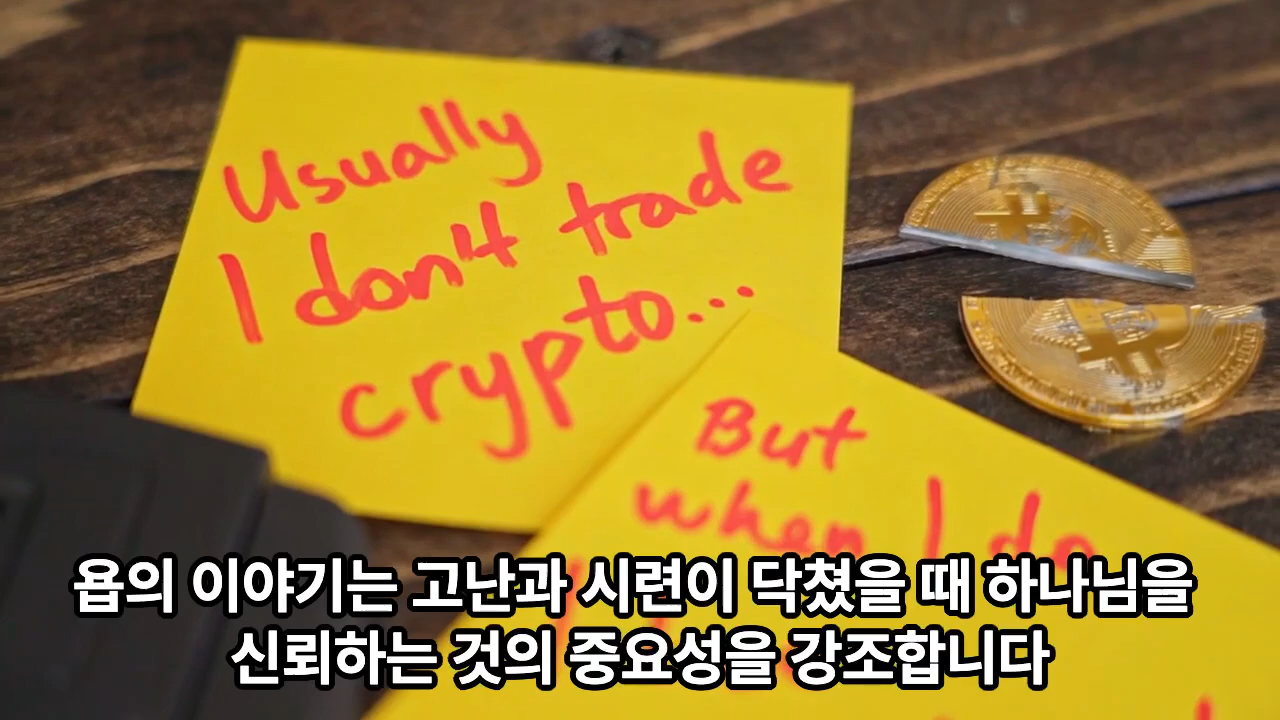 Usually
I don't trade
crypto...
But
when I do
욥의 이야기는 고난과 시련이 닥쳤을 때 하나님을
신뢰하는 것의 중요성을 강조합니다